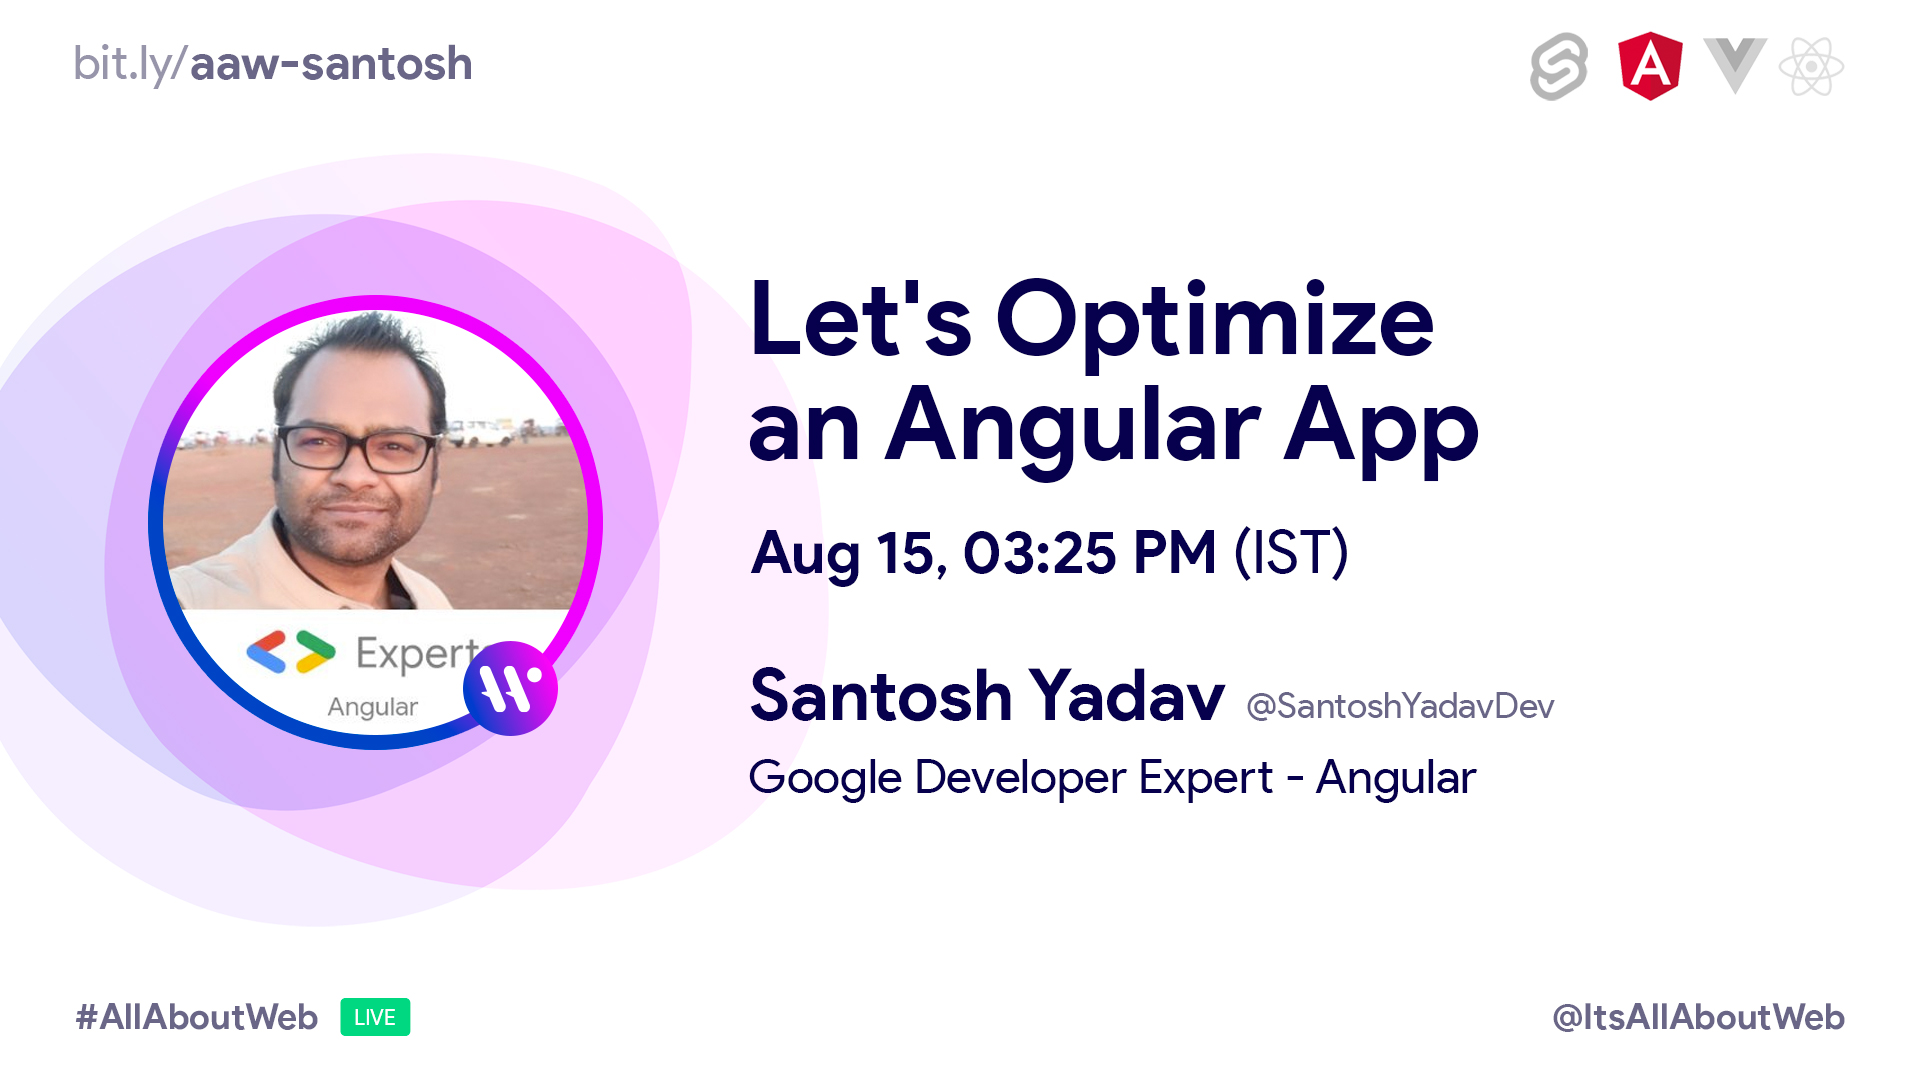 bit.ly/aaw-santosh
Let's Optimize
an Angular App
Aug 15, 03:25 PM (IST)
Santosh Yadav @SantoshYadavDev
Google Developer Expert - Angular
Experts
Angular
#AllAboutWeb LIVE
@ItsAllAboutWeb